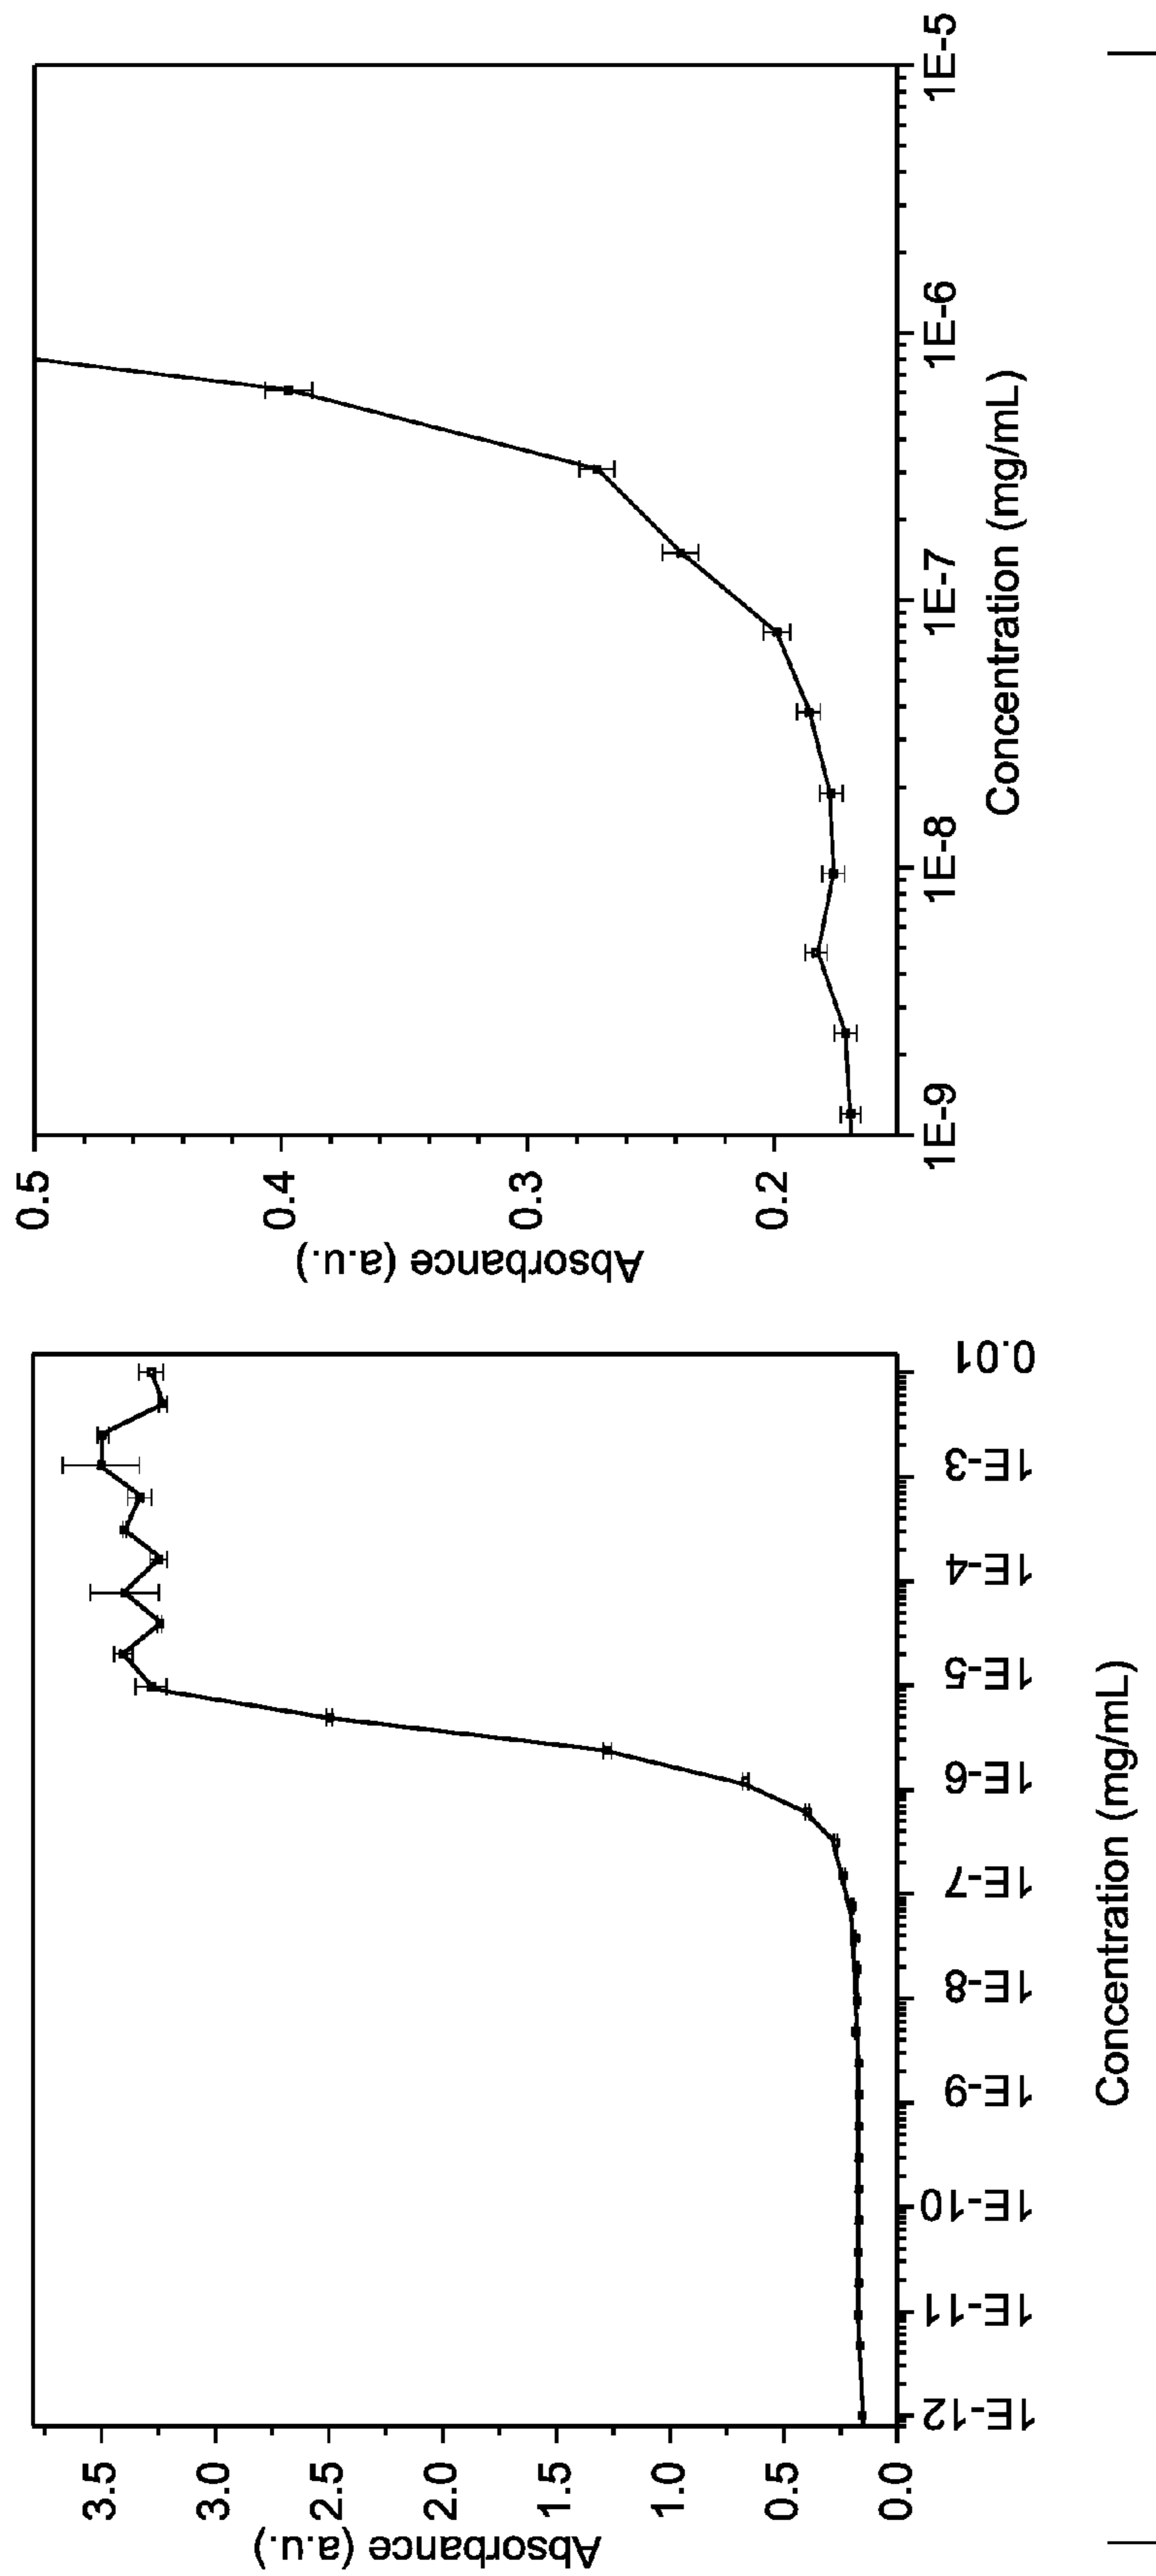 Absorbance (a.u.)
3.5
3.0
2.5
2.0
1.5
1.0
0.5
0.0
1E-12
1E-11
1E-10
1E-9
1E-8
1E-7
1E-6
1E-5
1E-4
1E-3
0.01
Concentration (mg/mL)
Absorbance (a.u.)
0.5
0.4
0.3
0.2
1E-9
1E-8
1E-7
1E-6
1E-5
Concentration (mg/mL)